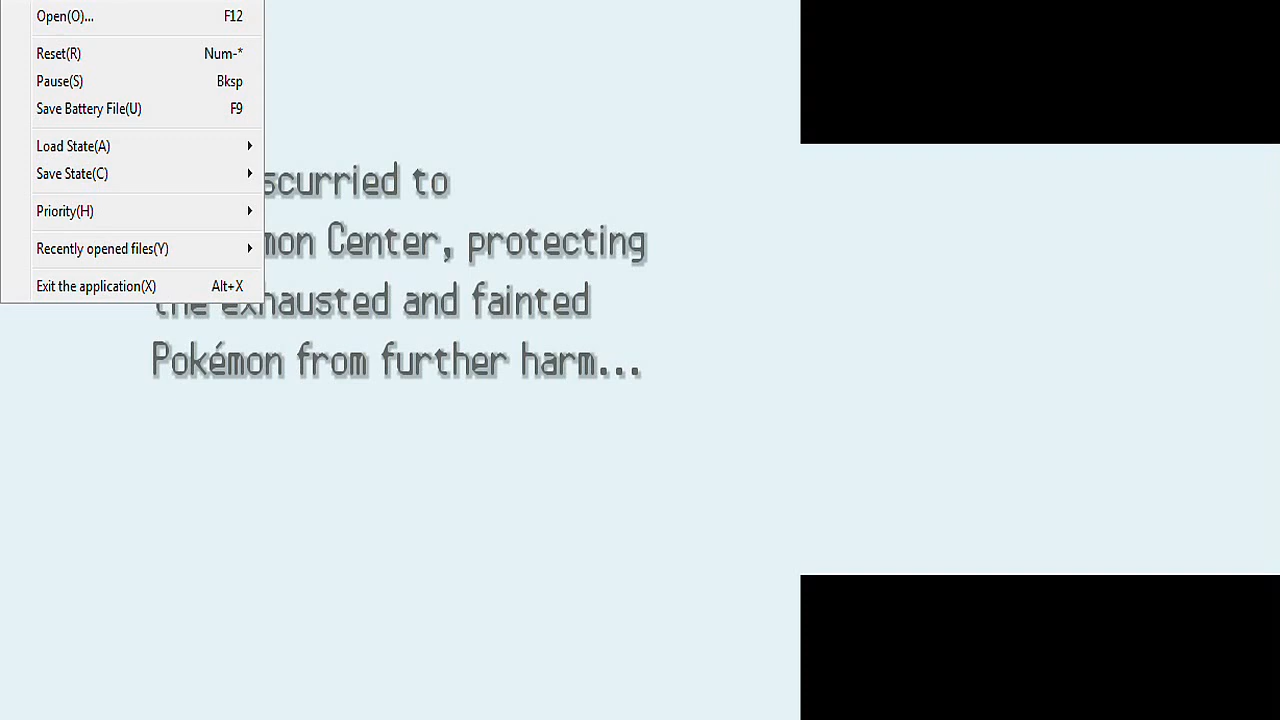 Open(O)... F12
Reset(R) Num-*
Pause(S) Bksp
Save Battery File(U) F9
Load State(A)
Save State(C)
Priority(H)
Recently opened files(Y)
Exit the application(X) Alt+X
scurried to
mon Center, protecting
the exhausted and fainted
Pokémon from further harm...